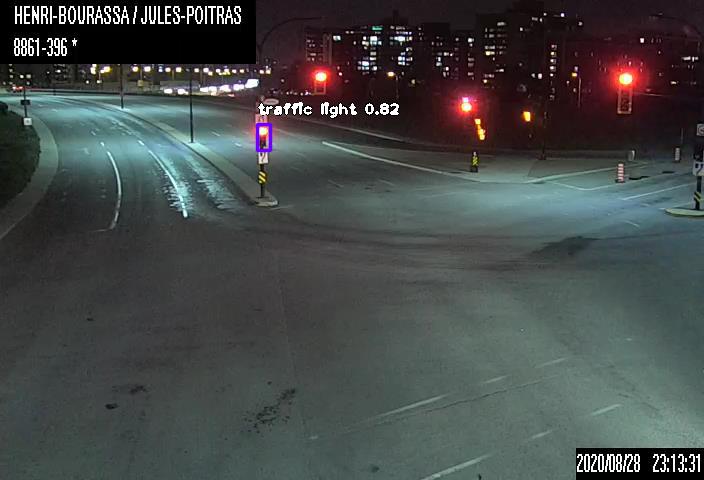 HENRI-BOURASSA / JULES-POITRAS
8861-396 *
traffic light 0.82
2020/08/28 23:13:31